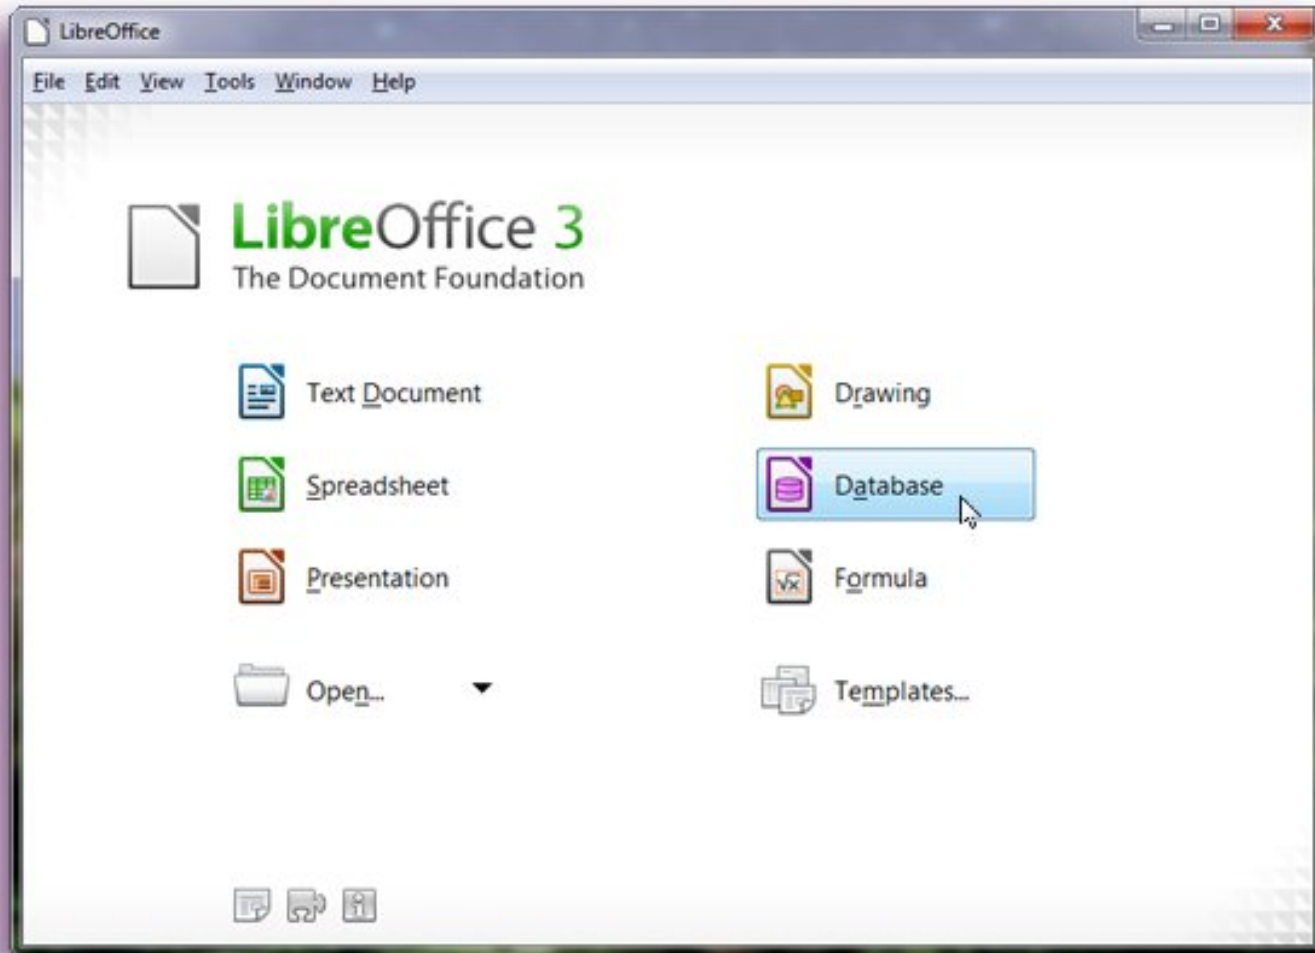 LibreOffice
File Edit View Tools Window Help
LibreOffice 3
The Document Foundation
Text Document
Drawing
Spreadsheet
Database
Presentation
Formula
Open...
Templates...